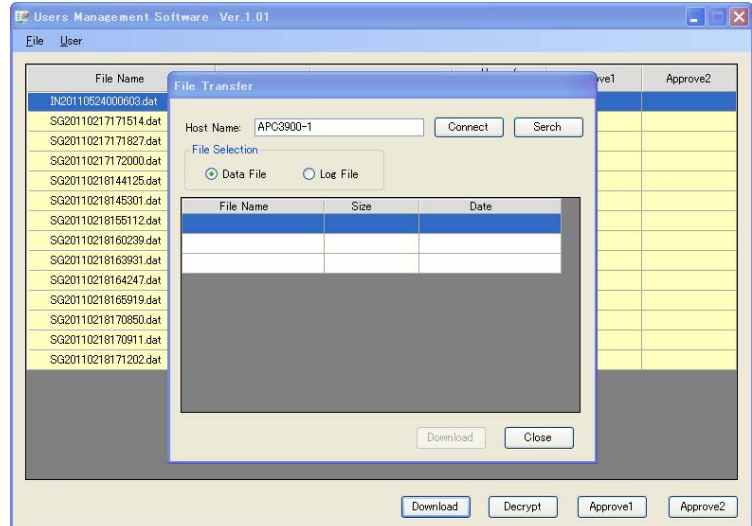 Users Management Software Ver.1.01
File User
File Name Approve2
File Transfer
IN20110524000603.dat
SG20110217171514.dat
SG20110217171827.dat
SG20110217172000.dat
SG20110218144125.dat
SG20110218145301.dat
SG20110218155112.dat
SG20110218160239.dat
SG20110218163931.dat
SG20110218164247.dat
SG20110218165919.dat
SG20110218170850.dat
SG20110218170911.dat
SG20110218171202.dat
Host Name: APC3900-1 Connect Serch
File Selection
Data File Log File
File Name Size Date
Download Close
Download Decrypt Approve1 Approve2